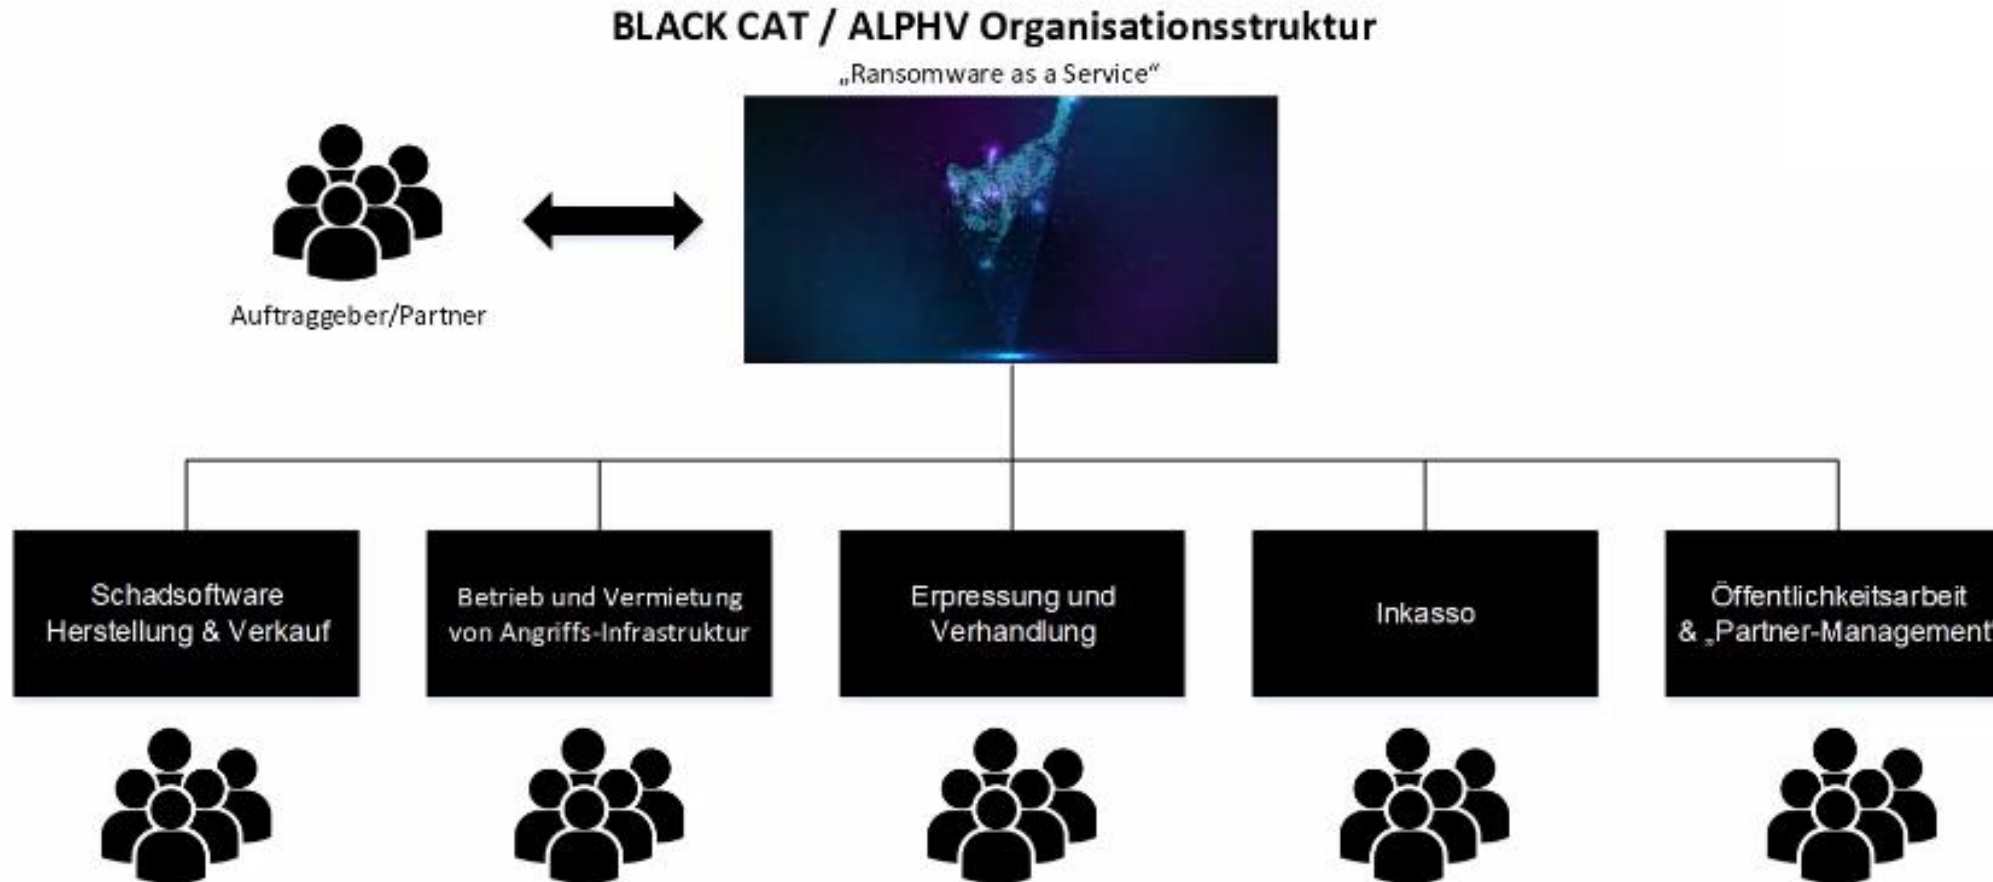 BLACK CAT / ALPHV Organisationsstruktur
„Ransomware as a Service“
Auftraggeber/Partner
Schadsoftware
Herstellung & Verkauf
Betrieb und Vermietung
von Angriffs-Infrastruktur
Erpressung und
Verhandlung
Inkasso
Öffentlichkeitsarbeit
& „Partner-Management“